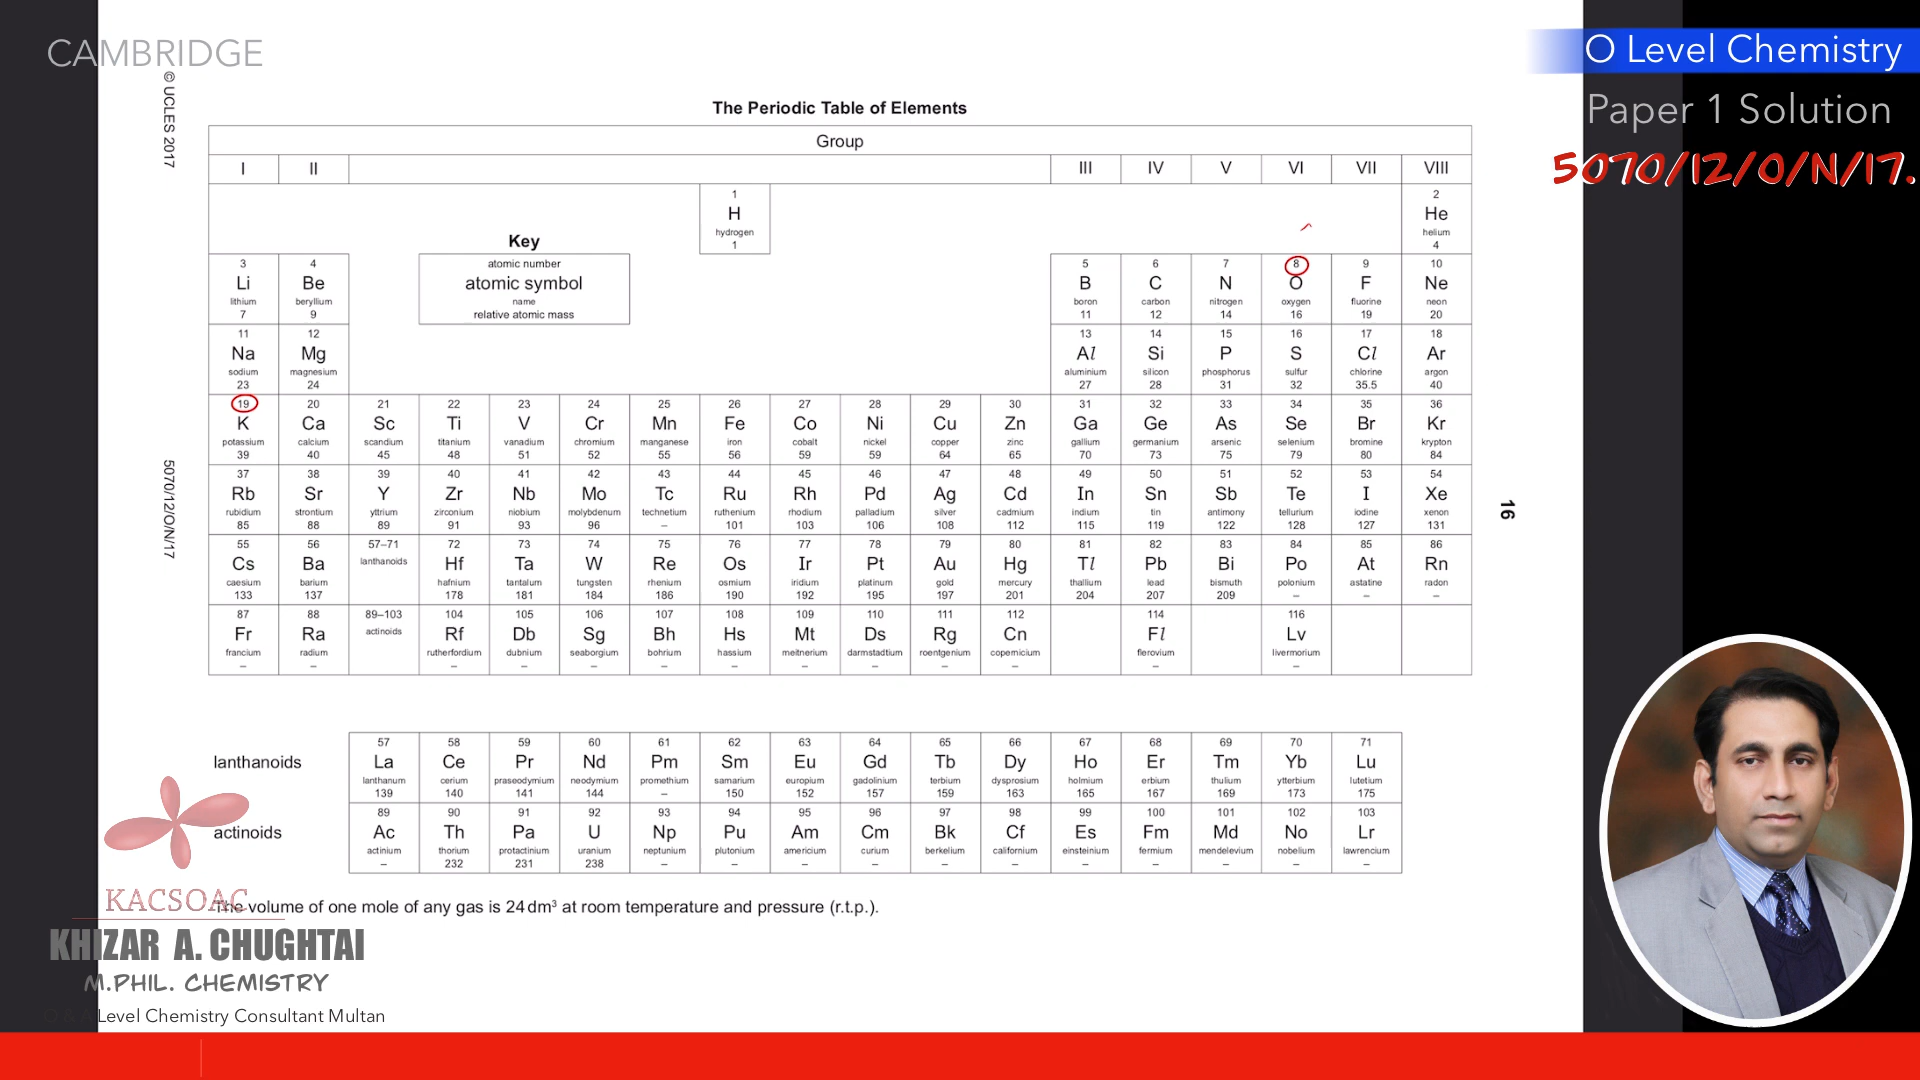 CAMBRIDGE
O Level Chemistry
Paper 1 Solution
5070/12/O/N/17.
© UCLES 2017
5070/12/O/N/17
16
The Periodic Table of Elements
Group
I II III IV V VI VII VIII
1 2
H He
hydrogen helium
1 4
Key
atomic number
atomic symbol
name
relative atomic mass
3 4 5 6 7 8 9 10
Li Be B C N O F Ne
lithium beryllium boron carbon nitrogen oxygen fluorine neon
7 9 11 12 14 16 19 20
11 12 13 14 15 16 17 18
Na Mg Al Si P S Cl Ar
sodium magnesium aluminium silicon phosphorus sulfur chlorine argon
23 24 27 28 31 32 35.5 40
19 20 21 22 23 24 25 26 27 28 29 30 31 32 33 34 35 36
K Ca Sc Ti V Cr Mn Fe Co Ni Cu Zn Ga Ge As Se Br Kr
potassium calcium scandium titanium vanadium chromium manganese iron cobalt nickel copper zinc gallium germanium arsenic selenium bromine krypton
39 40 45 48 51 52 55 56 59 59 64 65 70 73 75 79 80 84
37 38 39 40 41 42 43 44 45 46 47 48 49 50 51 52 53 54
Rb Sr Y Zr Nb Mo Tc Ru Rh Pd Ag Cd In Sn Sb Te I Xe
rubidium strontium yttrium zirconium niobium molybdenum technetium ruthenium rhodium palladium silver cadmium indium tin antimony tellurium iodine xenon
85 88 89 91 93 96 – 101 103 106 108 112 115 119 122 128 127 131
55 56 57–71 72 73 74 75 76 77 78 79 80 81 82 83 84 85 86
Cs Ba lanthanoids Hf Ta W Re Os Ir Pt Au Hg Tl Pb Bi Po At Rn
caesium barium hafnium tantalum tungsten rhenium osmium iridium platinum gold mercury thallium lead bismuth polonium astatine radon
133 137 178 181 184 186 190 192 195 197 201 204 207 209 – – –
87 88 89–103 104 105 106 107 108 109 110 111 112 114 116
Fr Ra actinoids Rf Db Sg Bh Hs Mt Ds Rg Cn Fl Lv
francium radium rutherfordium dubnium seaborgium bohrium hassium meitnerium darmstadtium roentgenium copernicium flerovium livermorium
– – – – – – – – – – – – –
57 58 59 60 61 62 63 64 65 66 67 68 69 70 71
lanthanoids La Ce Pr Nd Pm Sm Eu Gd Tb Dy Ho Er Tm Yb Lu
lanthanum cerium praseodymium neodymium promethium samarium europium gadolinium terbium dysprosium holmium erbium thulium ytterbium lutetium
139 140 141 144 – 150 152 157 159 163 165 167 169 173 175
89 90 91 92 93 94 95 96 97 98 99 100 101 102 103
actinoids Ac Th Pa U Np Pu Am Cm Bk Cf Es Fm Md No Lr
actinium thorium protactinium uranium neptunium plutonium americium curium berkelium californium einsteinium fermium mendelevium nobelium lawrencium
– 232 231 238 – – – – – – – – – – –
The volume of one mole of any gas is 24 dm³ at room temperature and pressure (r.t.p.).
KACSOAC
KHIZAR A. CHUGHTAI
M.PHIL. CHEMISTRY
O & A Level Chemistry Consultant Multan